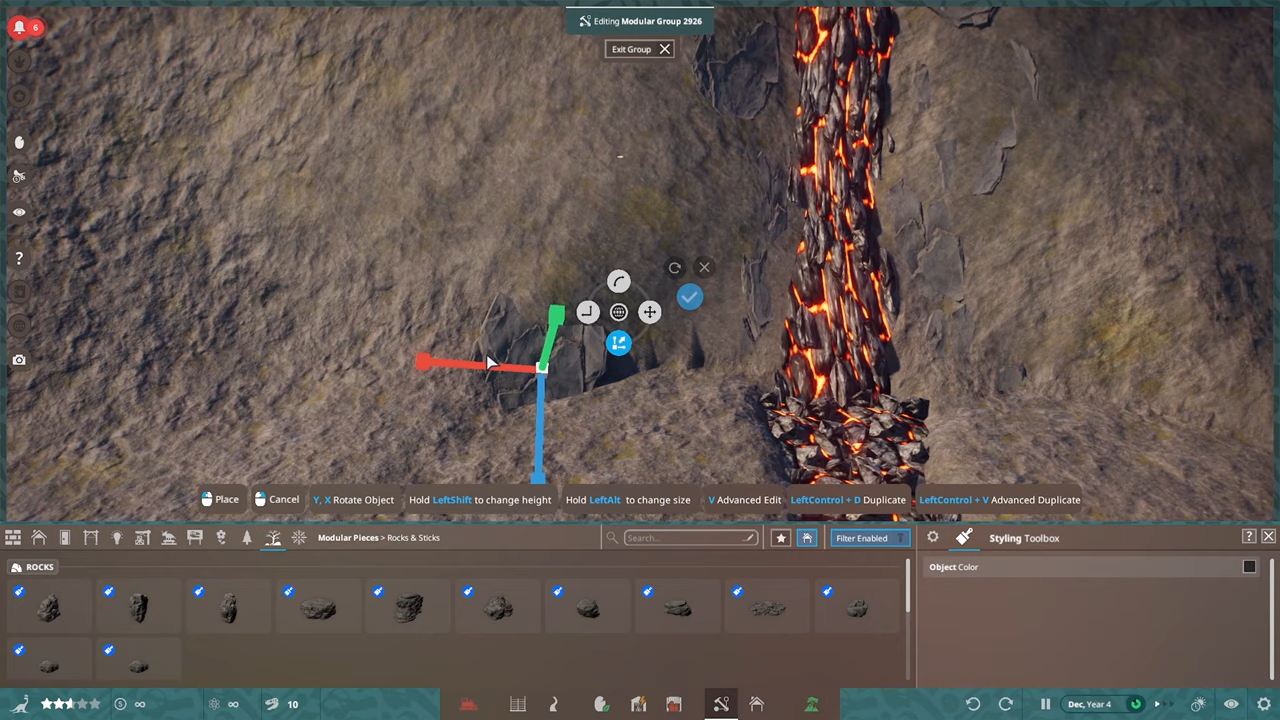 6
Editing Modular Group 2926
Exit Group
?
Place
Cancel
Y, X Rotate Object
Hold LeftShift to change height
Hold LeftAlt to change size
V Advanced Edit
LeftControl + D Duplicate
LeftControl + V Advanced Duplicate
Modular Pieces > Rocks & Sticks
Search...
Filter Enabled
Styling Toolbox
?
ROCKS
Object Color
∞
∞
10
Dec, Year 4